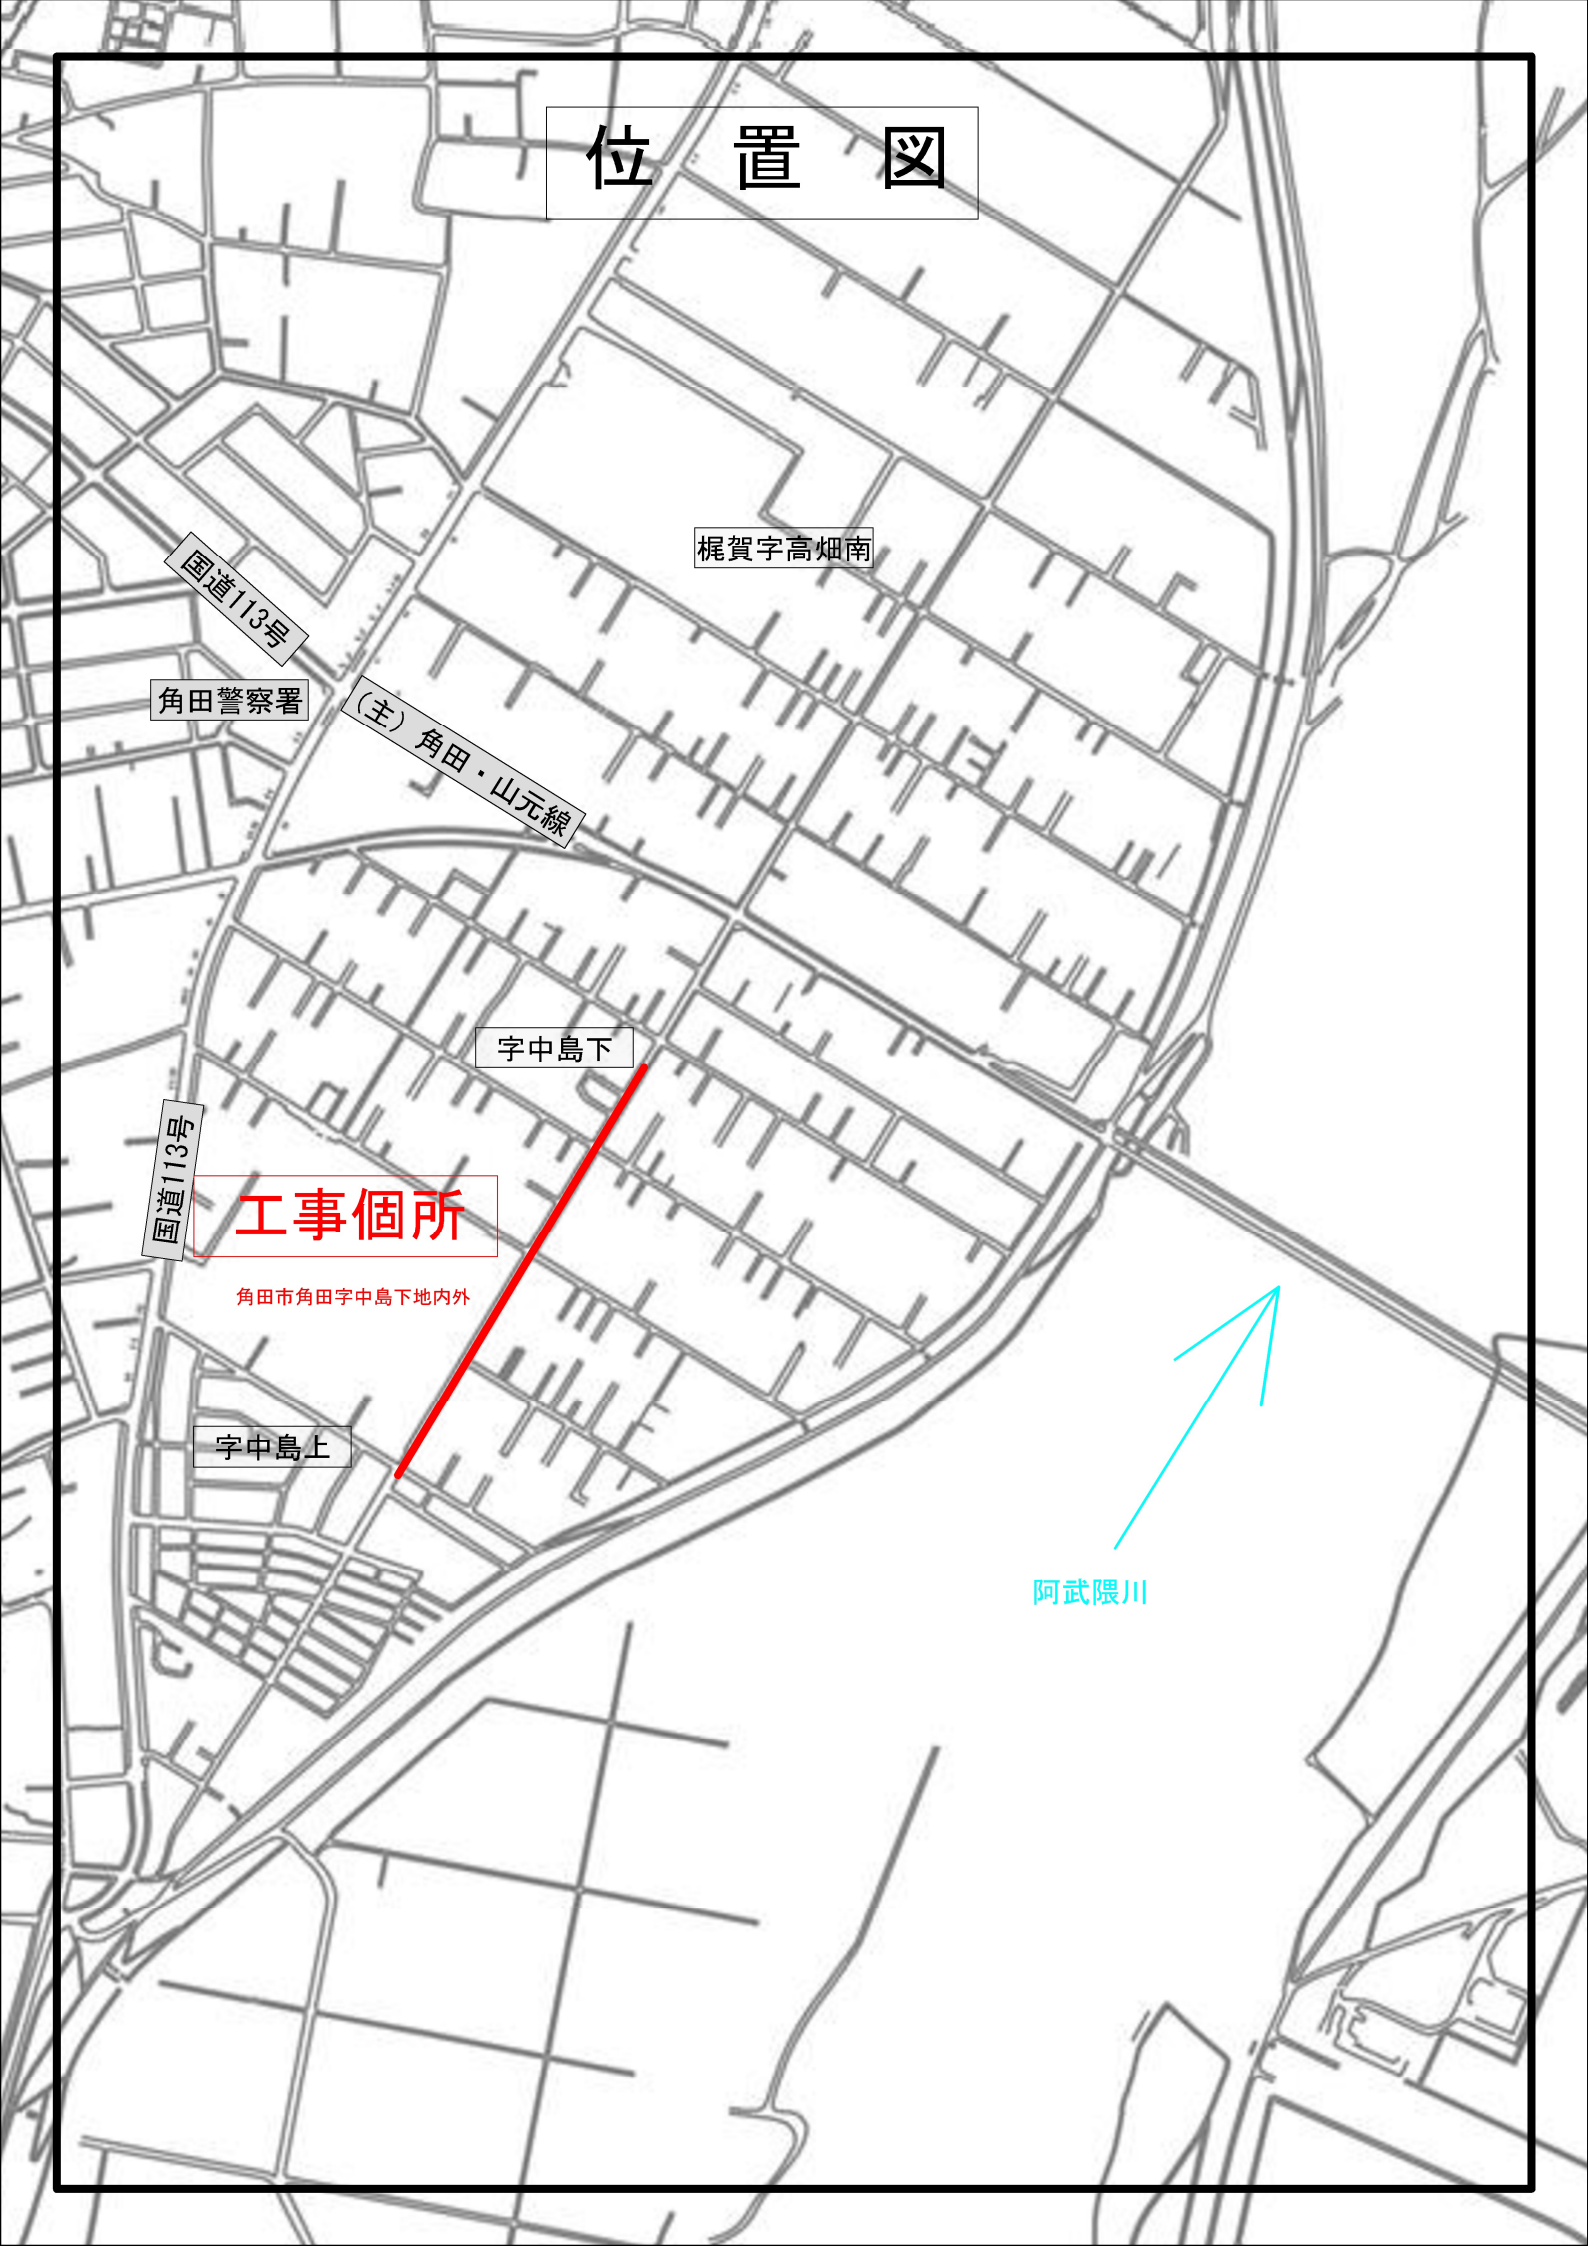 位置図
梶賀字高畑南
国道113号
角田警察署
（主）角田・山元線
字中島下
国道113号
工事個所
角田市角田字中島下地内外
字中島上
阿武隈川